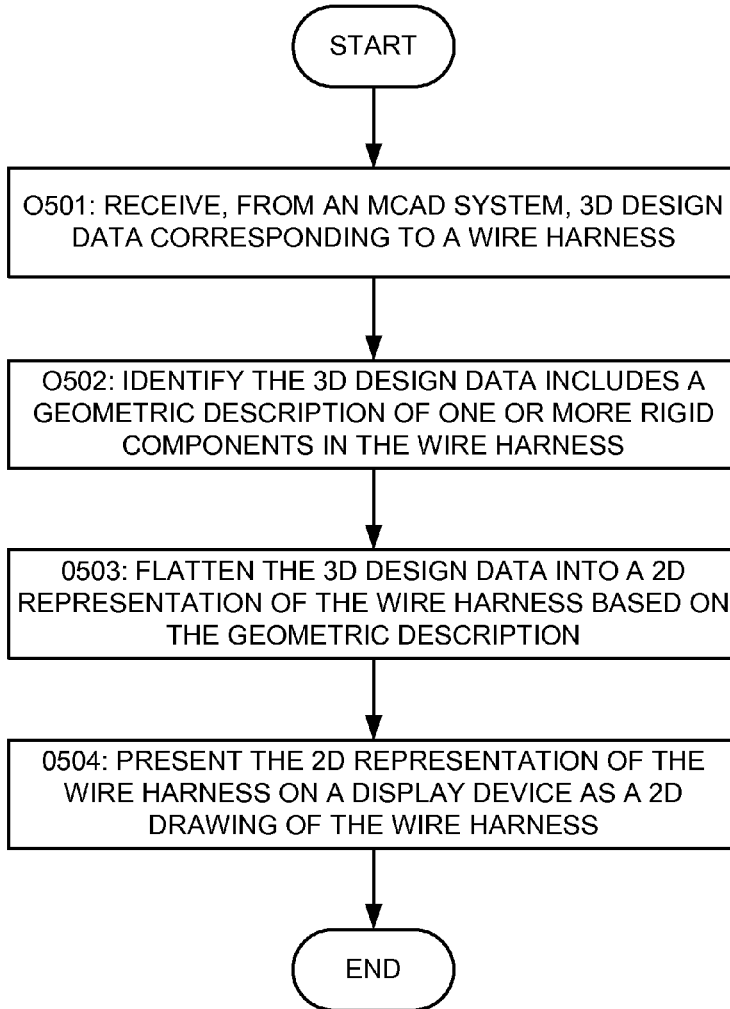 START
O501: RECEIVE, FROM AN MCAD SYSTEM, 3D DESIGN
DATA CORRESPONDING TO A WIRE HARNESS
O502: IDENTIFY THE 3D DESIGN DATA INCLUDES A
GEOMETRIC DESCRIPTION OF ONE OR MORE RIGID
COMPONENTS IN THE WIRE HARNESS
0503: FLATTEN THE 3D DESIGN DATA INTO A 2D
REPRESENTATION OF THE WIRE HARNESS BASED ON
THE GEOMETRIC DESCRIPTION
0504: PRESENT THE 2D REPRESENTATION OF THE
WIRE HARNESS ON A DISPLAY DEVICE AS A 2D
DRAWING OF THE WIRE HARNESS
END